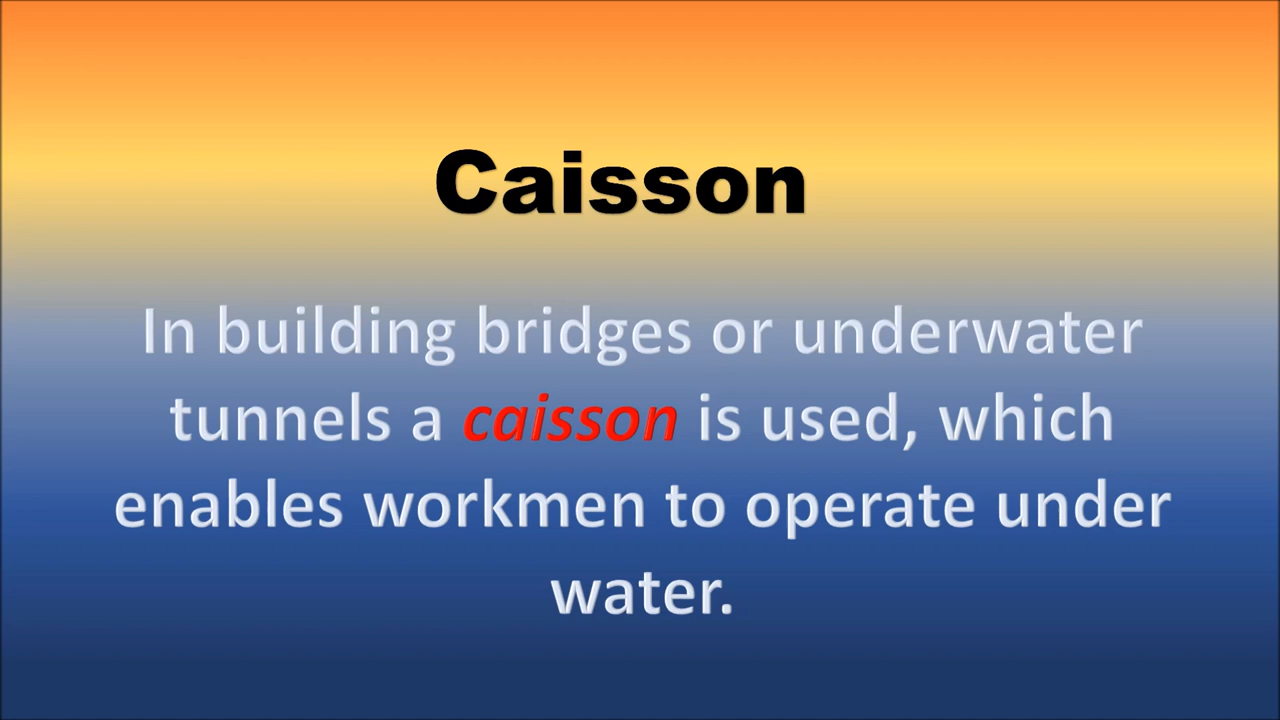 Caisson
In building bridges or underwater
tunnels a caisson is used, which
enables workmen to operate under
water.